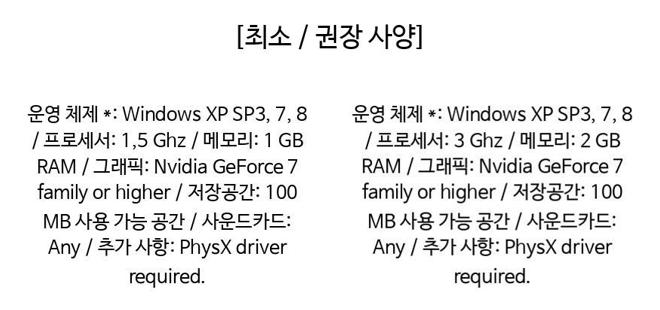 [최소 / 권장 사양]
운영 체제 *: Windows XP SP3, 7, 8
/ 프로세서: 1,5 Ghz / 메모리: 1 GB
RAM / 그래픽: Nvidia GeForce 7
family or higher / 저장공간: 100
MB 사용 가능 공간 / 사운드카드:
Any / 추가 사항: PhysX driver
required.
운영 체제 *: Windows XP SP3, 7, 8
/ 프로세서: 3 Ghz / 메모리: 2 GB
RAM / 그래픽: Nvidia GeForce 7
family or higher / 저장공간: 100
MB 사용 가능 공간 / 사운드카드:
Any / 추가 사항: PhysX driver
required.